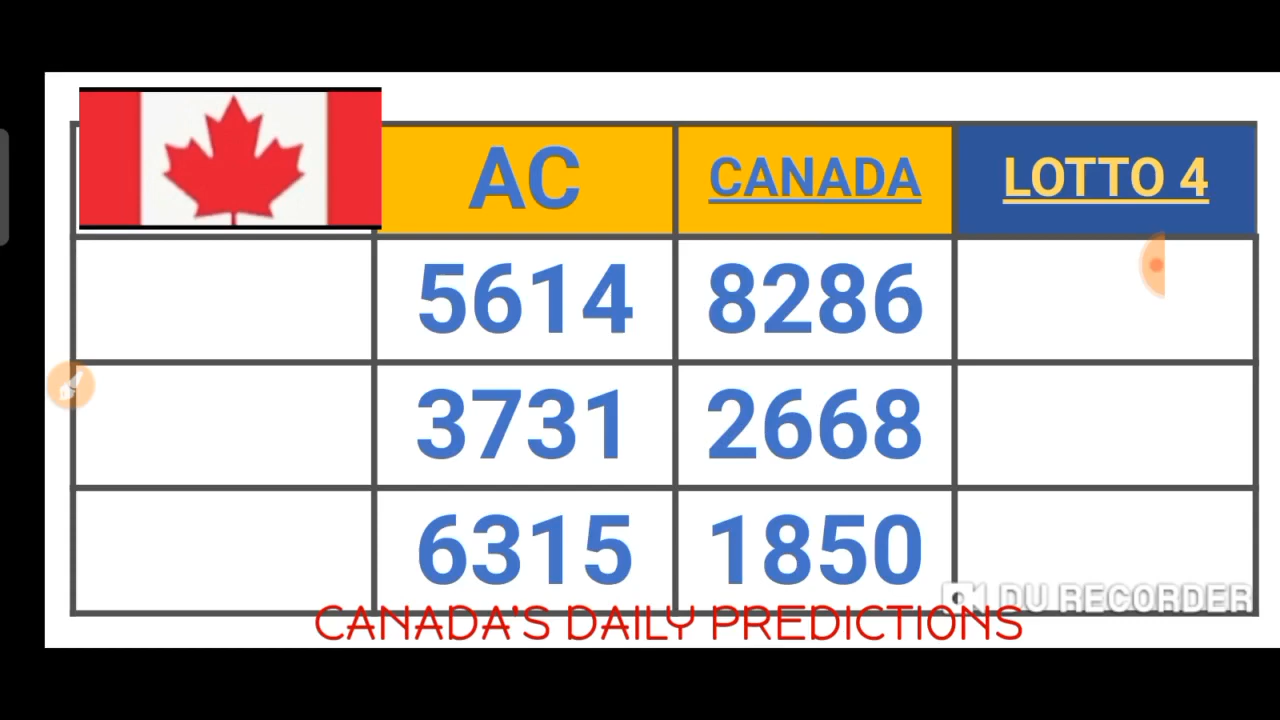 AC CANADA LOTTO 4
5614 8286
3731 2668
6315 1850
DU RECORDER
CANADA'S DAILY PREDICTIONS